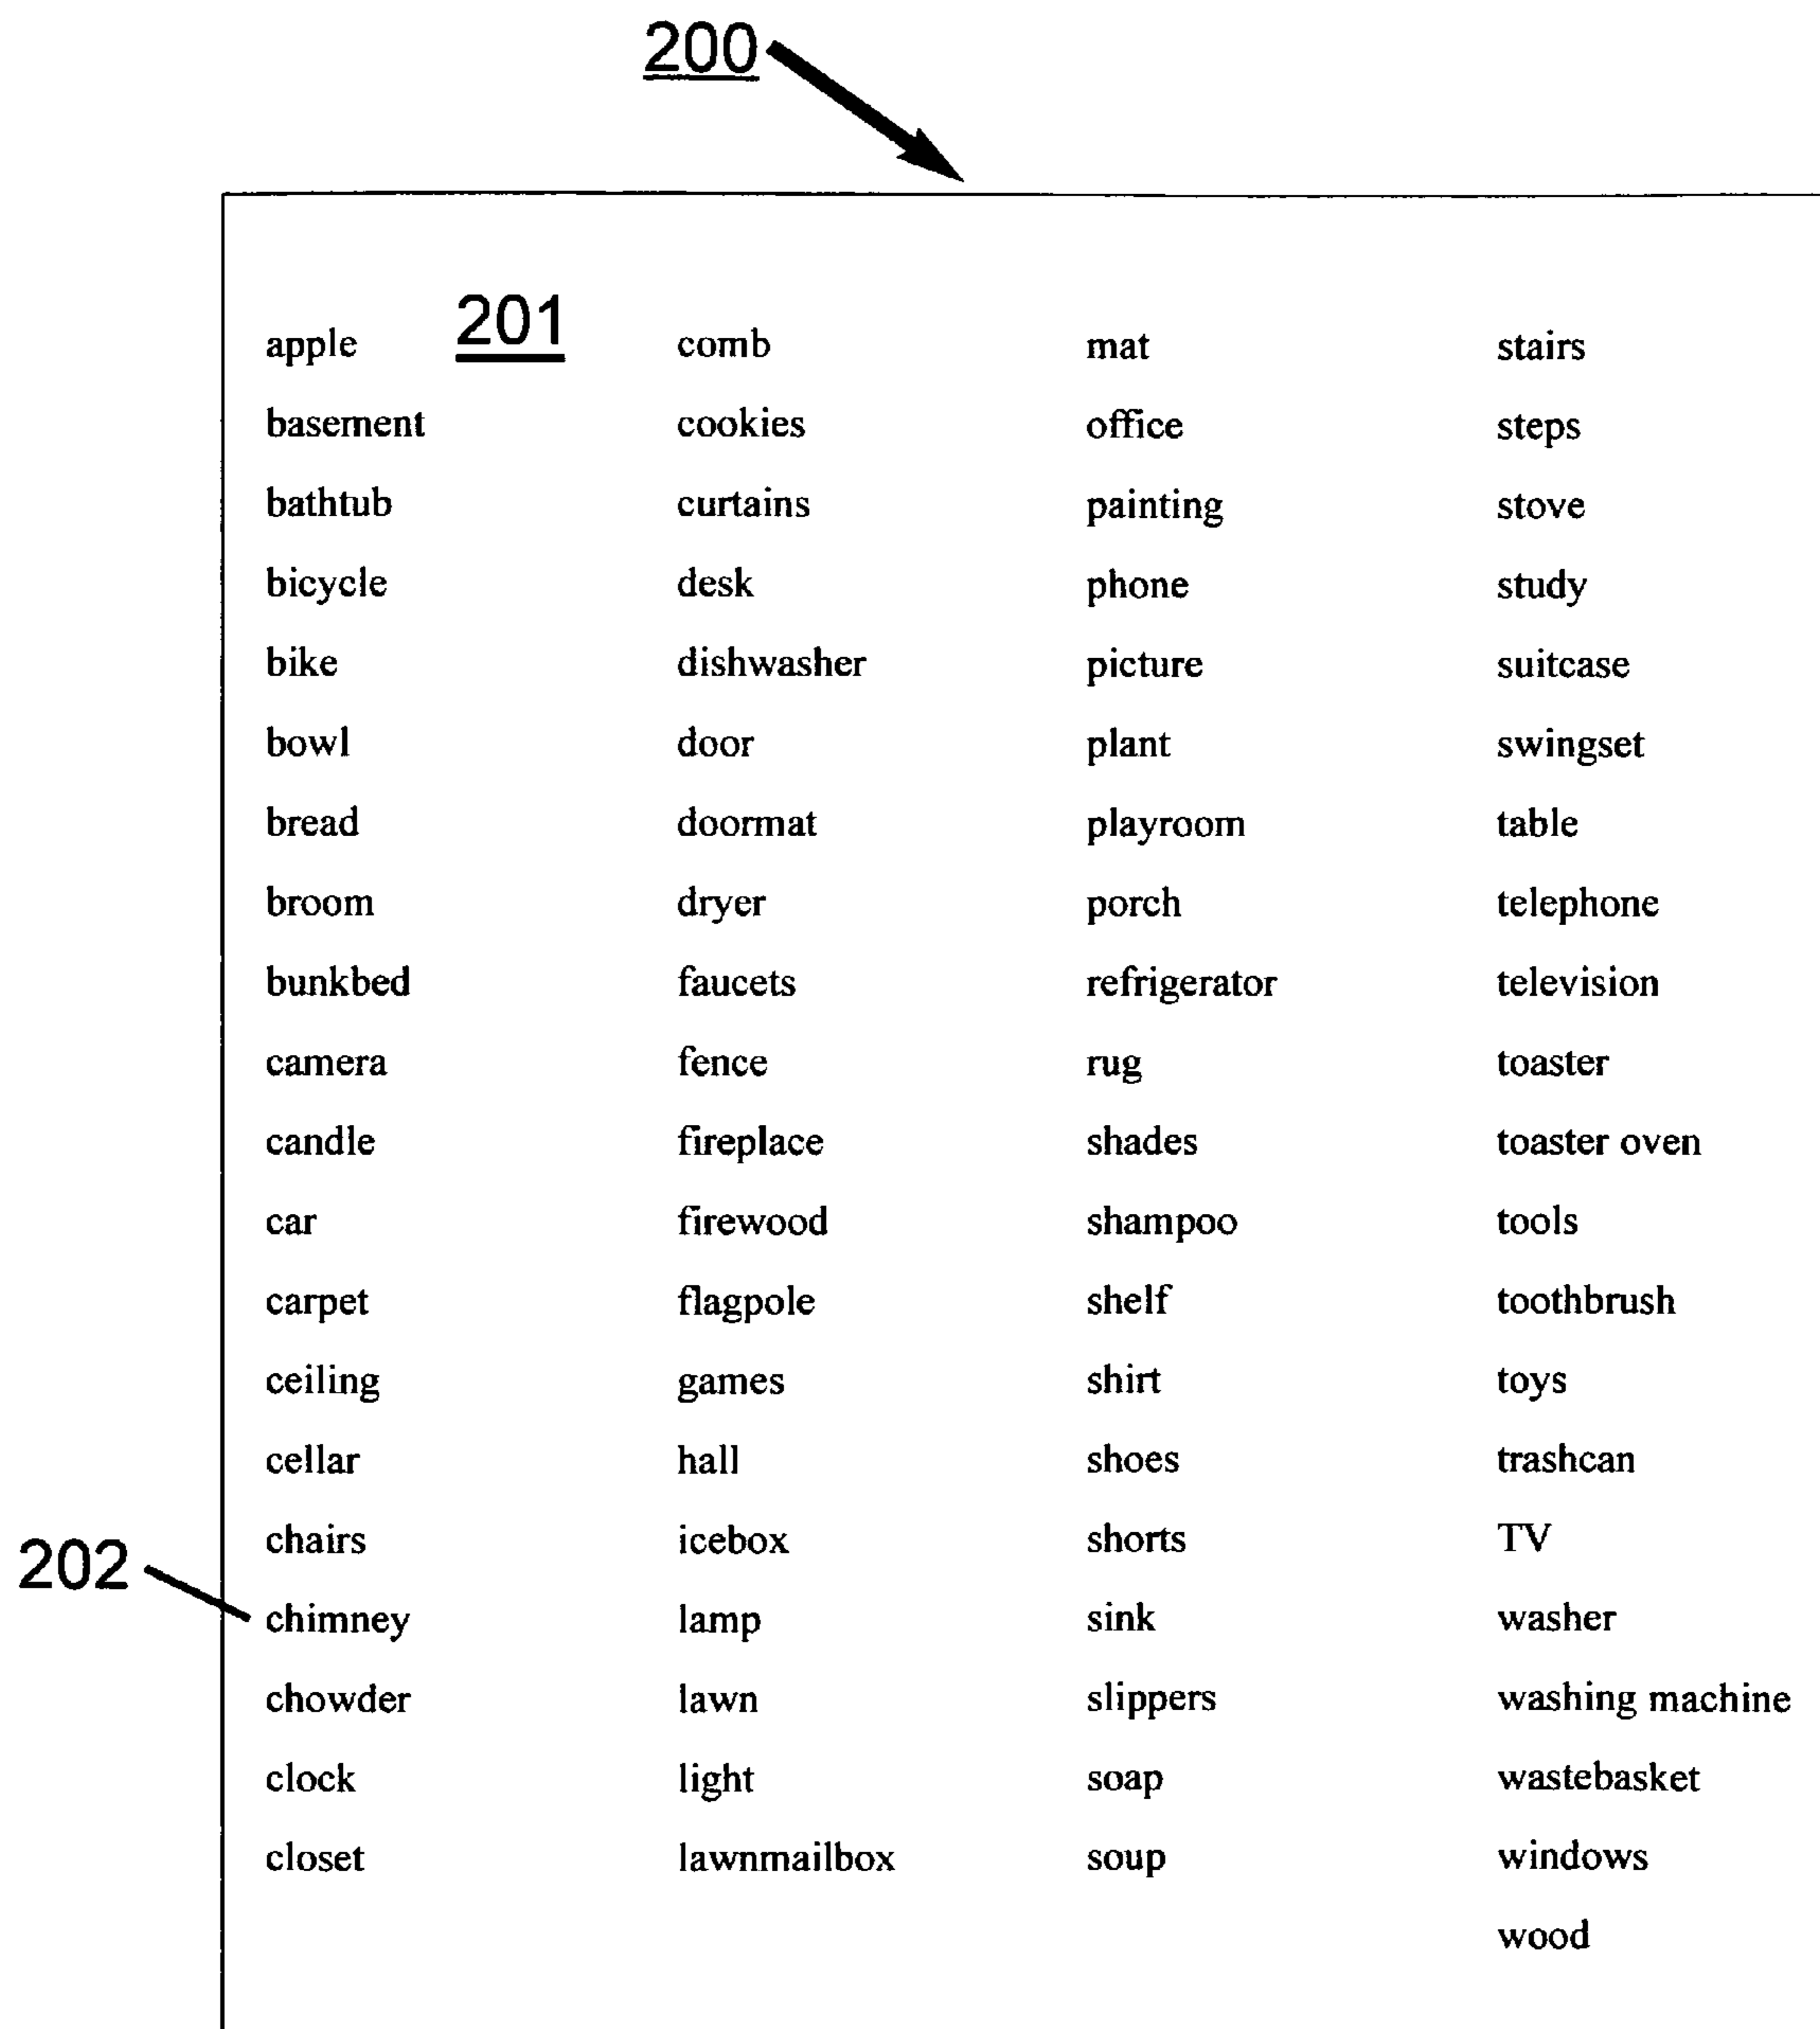 200
apple 201 comb mat stairs
basement cookies office steps
bathtub curtains painting stove
bicycle desk phone study
bike dishwasher picture suitcase
bowl door plant swingset
bread doormat playroom table
broom dryer porch telephone
bunkbed faucets refrigerator television
camera fence rug toaster
candle fireplace shades toaster oven
car firewood shampoo tools
carpet flagpole shelf toothbrush
ceiling games shirt toys
cellar hall shoes trashcan
chairs icebox shorts TV
202 chimney lamp sink washer
chowder lawn slippers washing machine
clock light soap wastebasket
closet lawnmailbox soup windows
wood